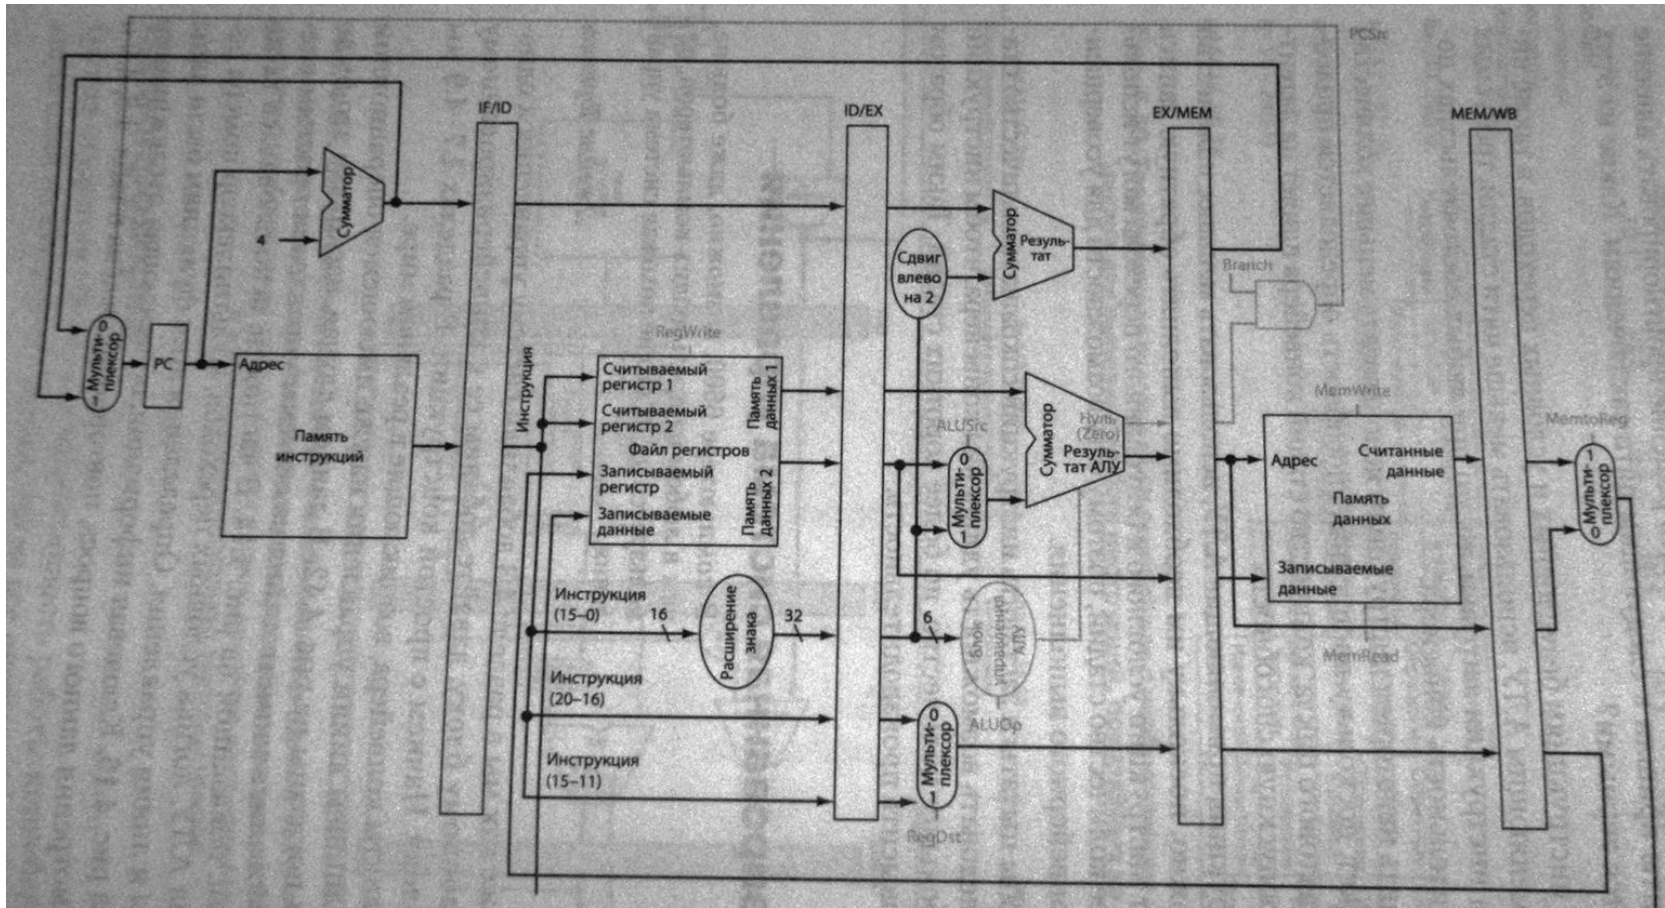 PCSrc
IF/ID
ID/EX
EX/MEM
MEM/WB
Сумматор
4
Сдвиг
влево
на 2
Сумматор
Резуль-
тат
Branch
0
Мульти-
плексор
1
PC
Адрес
Память
инструкций
Инструкция
RegWrite
Считываемый
регистр 1
Считываемый
регистр 2
Файл регистров
Записываемый
регистр
Записываемые
данные
Память
данных 1
Память
данных 2
ALUSrc
0
Мульти-
плексор
1
Сумматор
Нуль
(Zero)
Резуль-
тат АЛУ
MemWrite
Адрес
Считанные
данные
Память
данных
Записываемые
данные
MemRead
MemtoReg
1
Мульти-
плексор
0
Инструкция
(15–0)
16
Расширение
знака
32
6
Блок
управления
АЛУ
ALUOp
Инструкция
(20–16)
Инструкция
(15–11)
0
Мульти-
плексор
1
RegDst